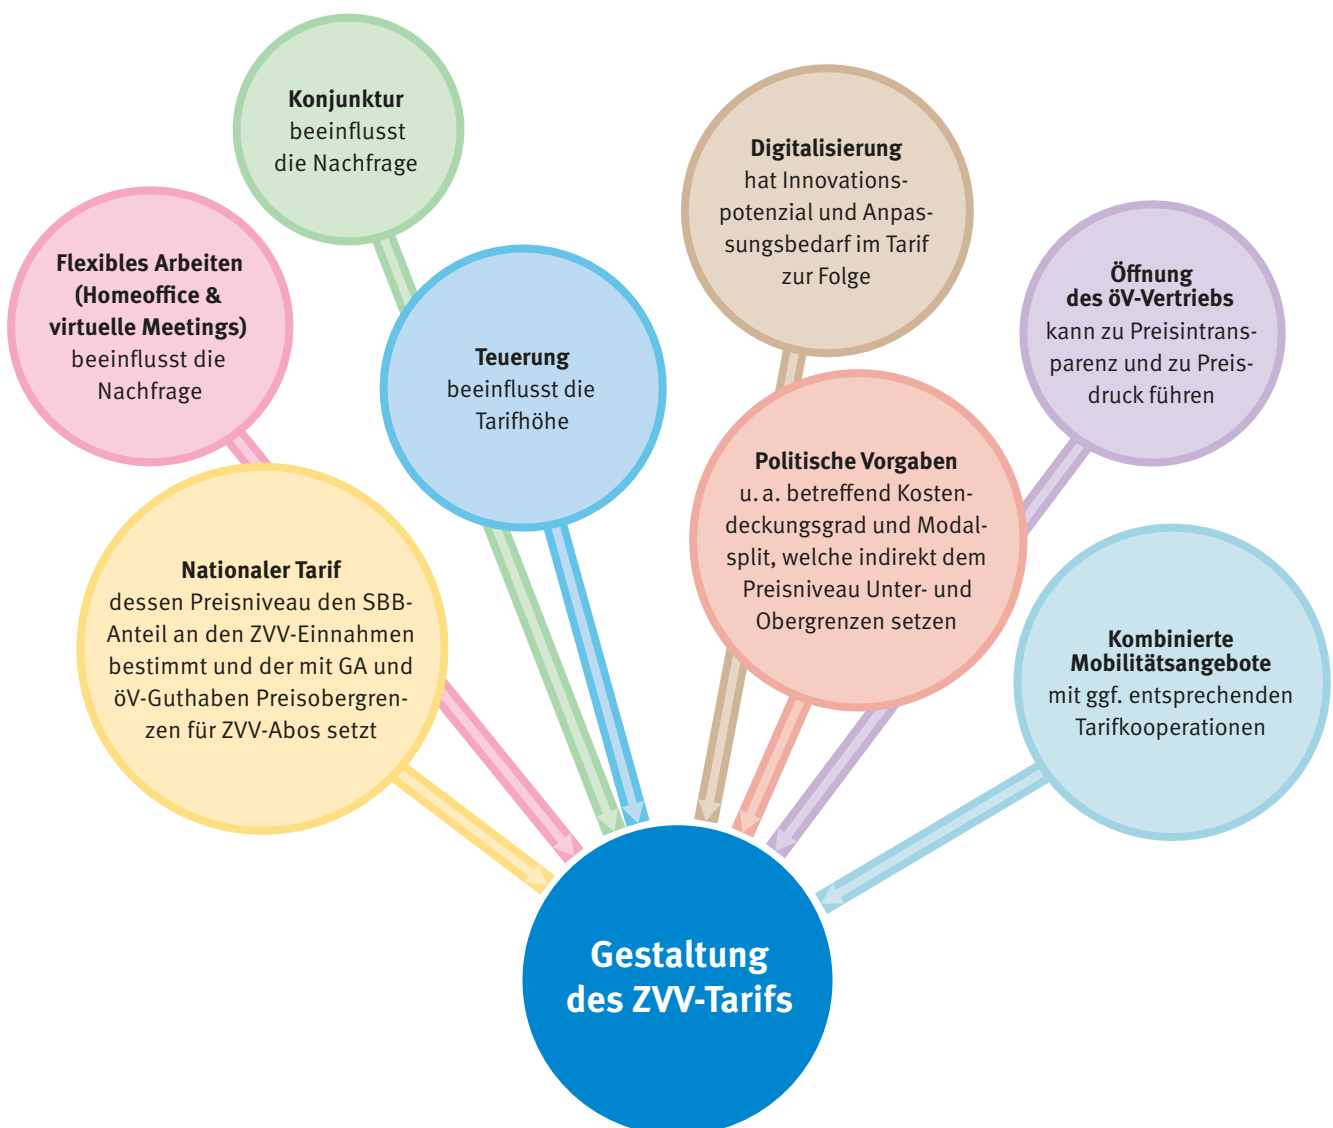 Konjunktur
beeinflusst
die Nachfrage
Digitalisierung
hat Innovations-
potenzial und Anpas-
sungsbedarf im Tarif
zur Folge
Flexibles Arbeiten
(Homeoffice &
virtuelle Meetings)
beeinflusst die
Nachfrage
Öffnung
des öV-Vertriebs
kann zu Preisintrans-
parenz und zu Preis-
druck führen
Teuerung
beeinflusst die
Tarifhöhe
Politische Vorgaben
u. a. betreffend Kosten-
deckungsgrad und Modal-
split, welche indirekt dem
Preisniveau Unter- und
Obergrenzen setzen
Nationaler Tarif
dessen Preisniveau den SBB-
Anteil an den ZVV-Einnahmen
bestimmt und der mit GA und
öV-Guthaben Preisobergren-
zen für ZVV-Abos setzt
Kombinierte
Mobilitätsangebote
mit ggf. entsprechenden
Tarifkooperationen
Gestaltung
des ZVV-Tarifs